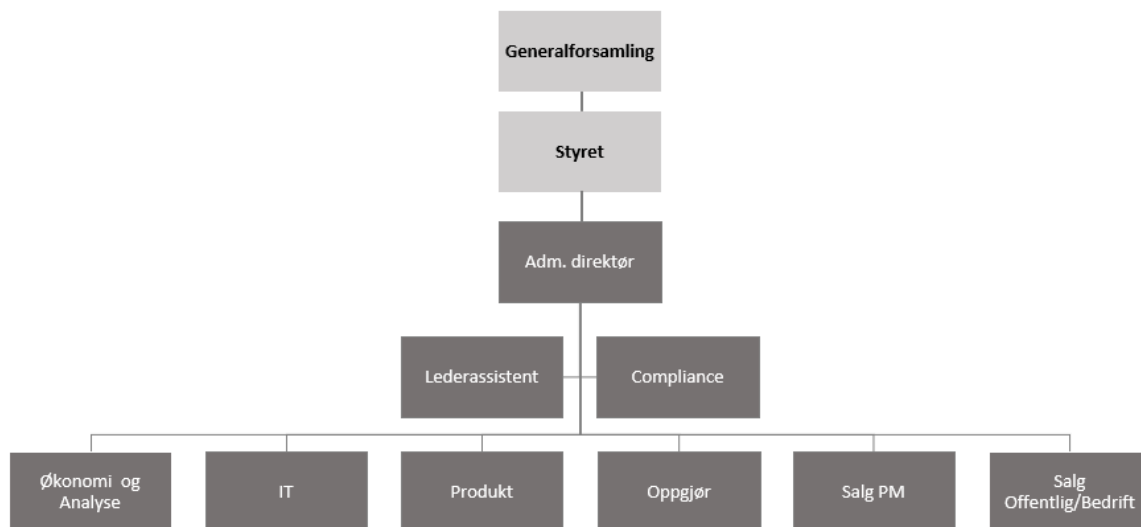 Generalforsamling
Styret
Adm. direktør
Lederassistent
Compliance
Økonomi og
Analyse
IT
Produkt
Oppgjør
Salg PM
Salg
Offentlig/Bedrift